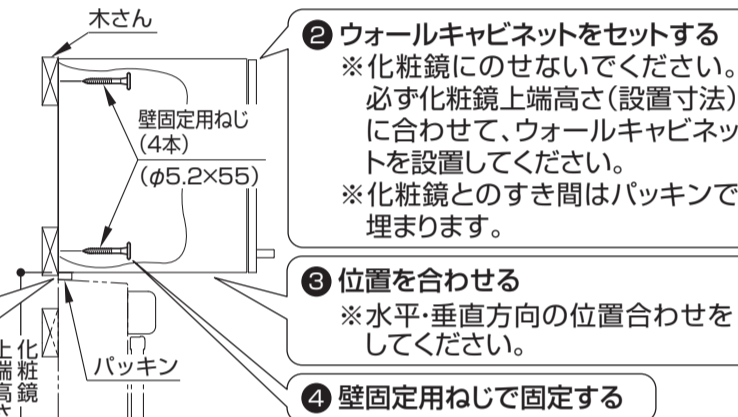 木さん
壁固定用ねじ
(4本)
(φ5.2×55)
パッキン
化粧鏡
上端高さ
❷ ウォールキャビネットをセットする
※化粧鏡にのせないでください。
必ず化粧鏡上端高さ(設置寸法)
に合わせて、ウォールキャビネッ
トを設置してください。
※化粧鏡とのすき間はパッキンで
埋まります。
❸ 位置を合わせる
※水平・垂直方向の位置合わせを
してください。
❹ 壁固定用ねじで固定する